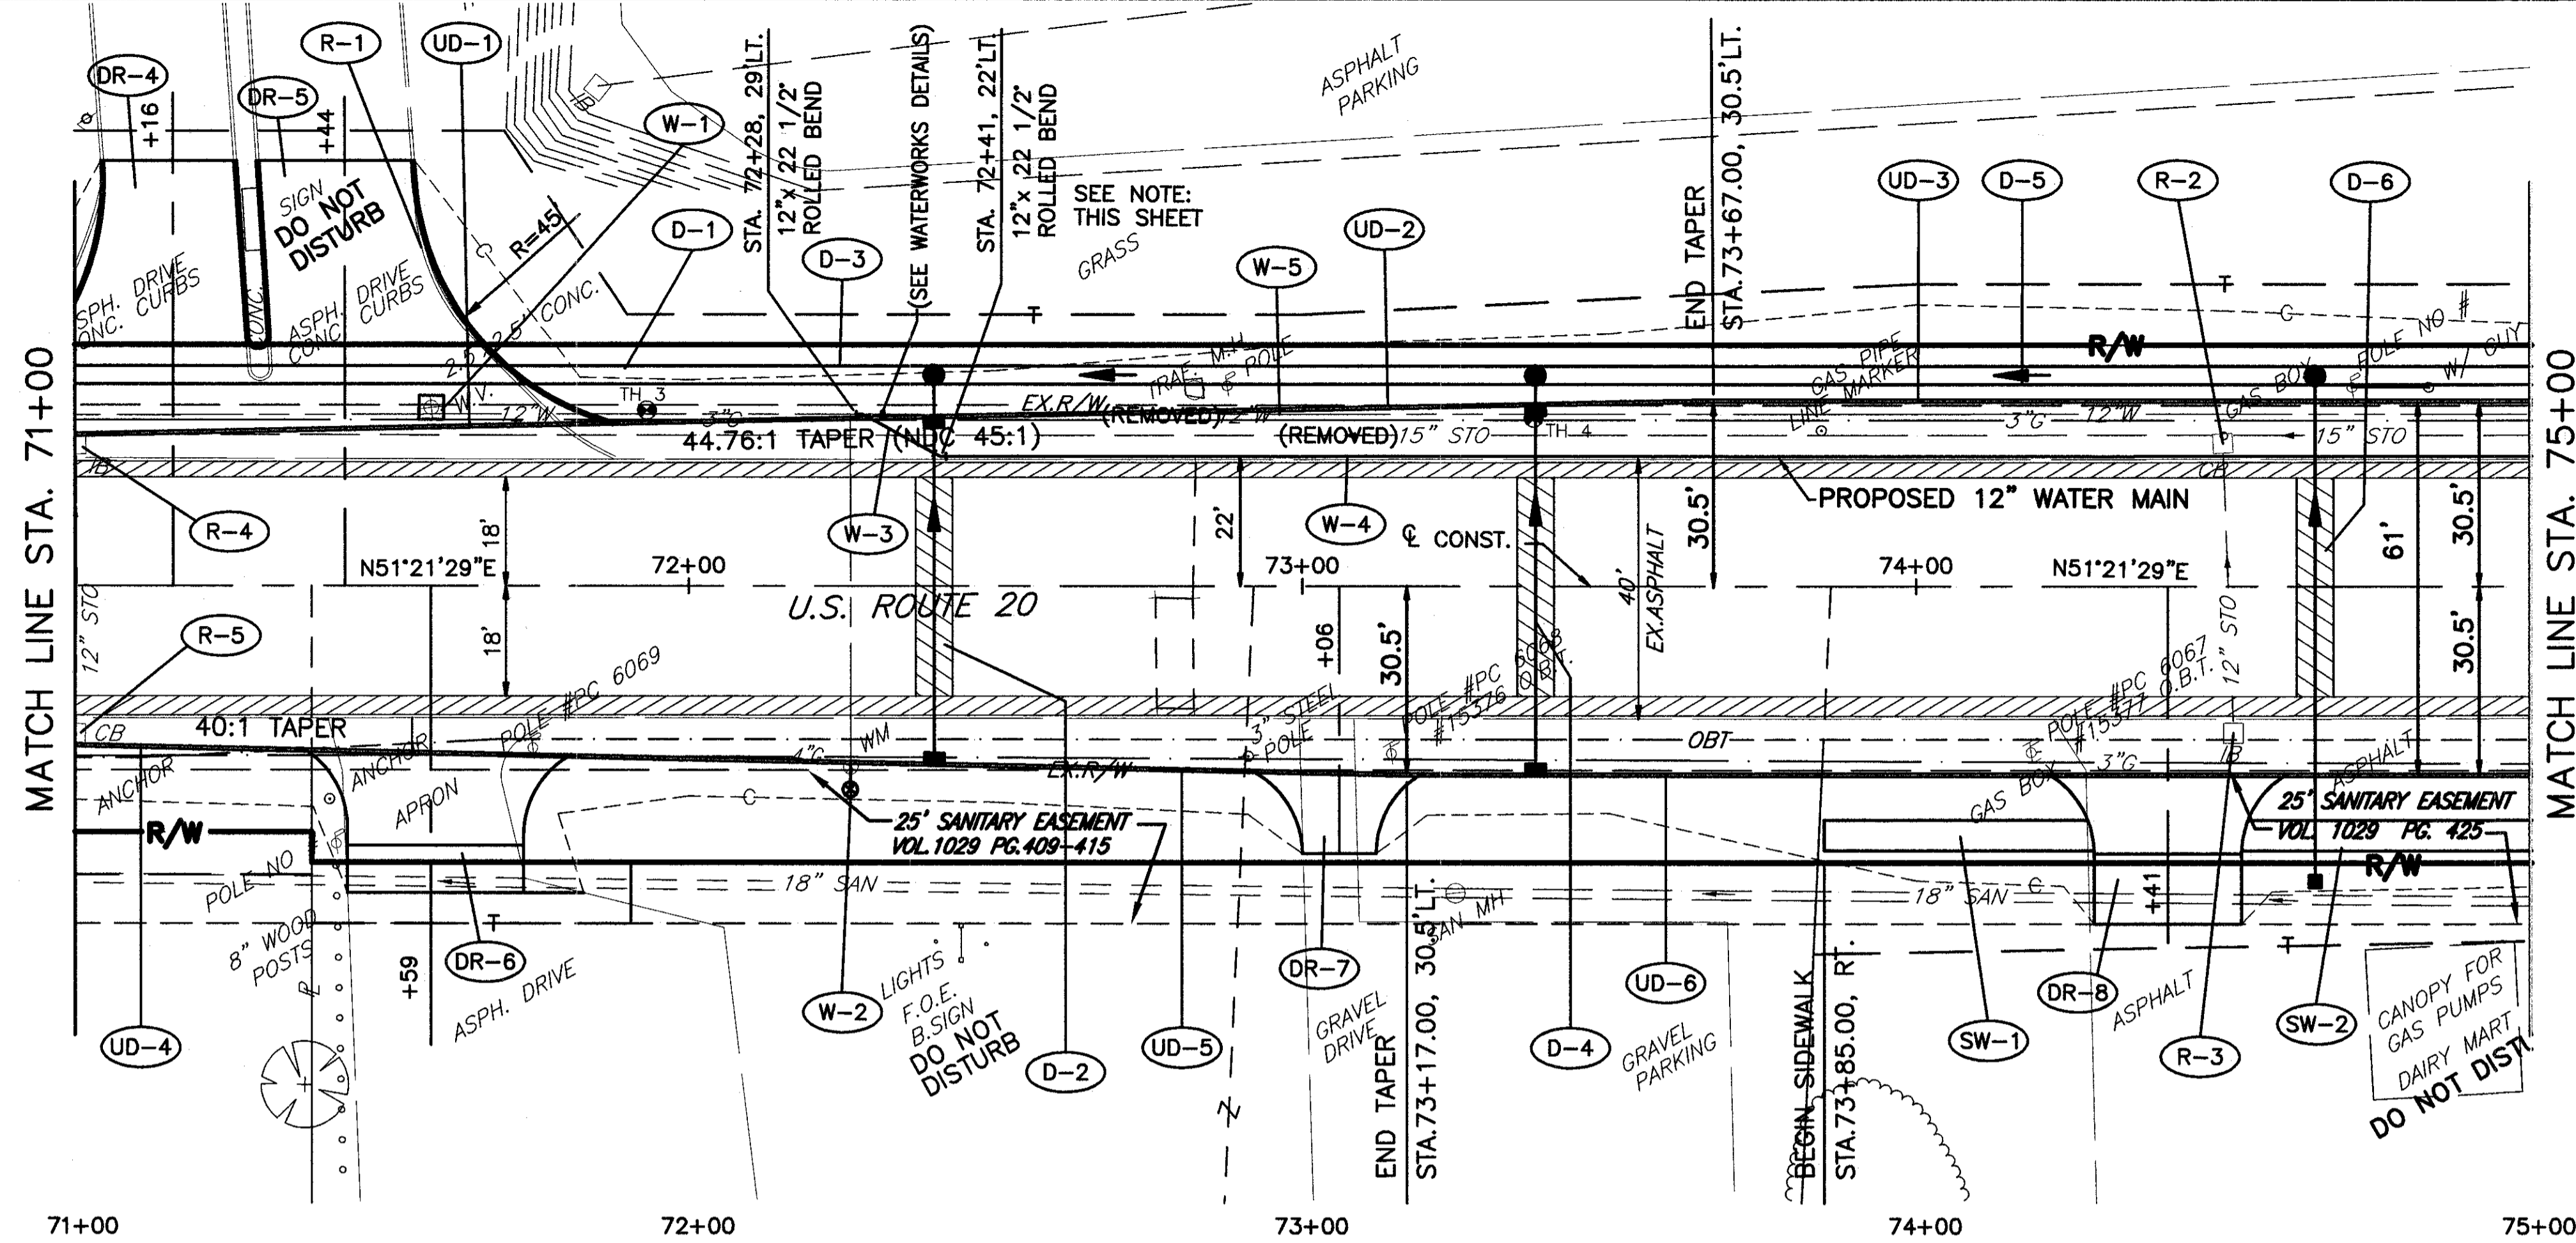 DR-4
R-1
UD-1
+16
DR-5
+44
W-1
SIGN
DO NOT
DISTURB
R=45'
IB
STA. 72+28, 29'LT.
12"x 22 1/2°
ROLLED BEND
(SEE WATERWORKS DETAILS)
STA. 72+41, 22'LT.
12"x 22 1/2°
ROLLED BEND
SEE NOTE:
THIS SHEET
GRASS
ASPHALT
PARKING
END TAPER
STA.73+67.00, 30.5'LT.
D-1
D-3
W-5
UD-2
UD-3
D-5
R-2
D-6
SPH. DRIVE
ONC. CURBS
CONC.
ASPH. DRIVE
CONC. CURBS
2.5'
2.5' CONC.
C
T
T
C
W.V.
12"W
TH 3
3"G
TRAF. M.H.
POLE
EX.R/W
(REMOVED)
12"W
44.76:1 TAPER (NDC 45:1)
(REMOVED)
15" STO
TH 4
GAS PIPE
LINE MARKER
R/W
GAS BOX
POLE NO #
W/ GUY
3"G
12"W
15" STO
CB
IB
PROPOSED 12" WATER MAIN
MATCH LINE STA. 71+00
MATCH LINE STA. 75+00
R-4
18'
W-3
22'
W-4
℄ CONST.
40'
EX.ASPHALT
30.5'
61'
30.5'
N51°21'29"E
72+00
73+00
74+00
N51°21'29"E
12" STO
R-5
18'
U.S. ROUTE 20
+06
30.5'
12" STO
30.5'
CB
40:1 TAPER
ANCHOR
ANCHOR
APRON
POLE #PC 6069
WM
EX.R/W
3" STEEL
POLE
POLE #PC 6068
#15376 O.B.T.
OBT
POLE #PC 6067
#15377 O.B.T.
3"G
IB
ASPHALT
GAS BOX
R/W
C
25' SANITARY EASEMENT
VOL.1029 PG.409-415
25' SANITARY EASEMENT
VOL. 1029 PG. 425
R/W
POLE NO
18" SAN
18" SAN
C
SAN MH
+41
8" WOOD
POSTS
T
T
+59
DR-6
ASPH. DRIVE
W-2
LIGHTS
F.O.E.
B.SIGN
DO NOT
DISTURB
D-2
UD-5
DR-7
GRAVEL
DRIVE
END TAPER
STA.73+17.00, 30.5'LT.
D-4
UD-6
GRAVEL
PARKING
BEGIN SIDEWALK
STA.73+85.00, RT.
SW-1
DR-8
ASPHALT
R-3
SW-2
CANOPY FOR
GAS PUMPS
DAIRY MART
DO NOT DIST
UD-4
71+00
72+00
73+00
74+00
75+00